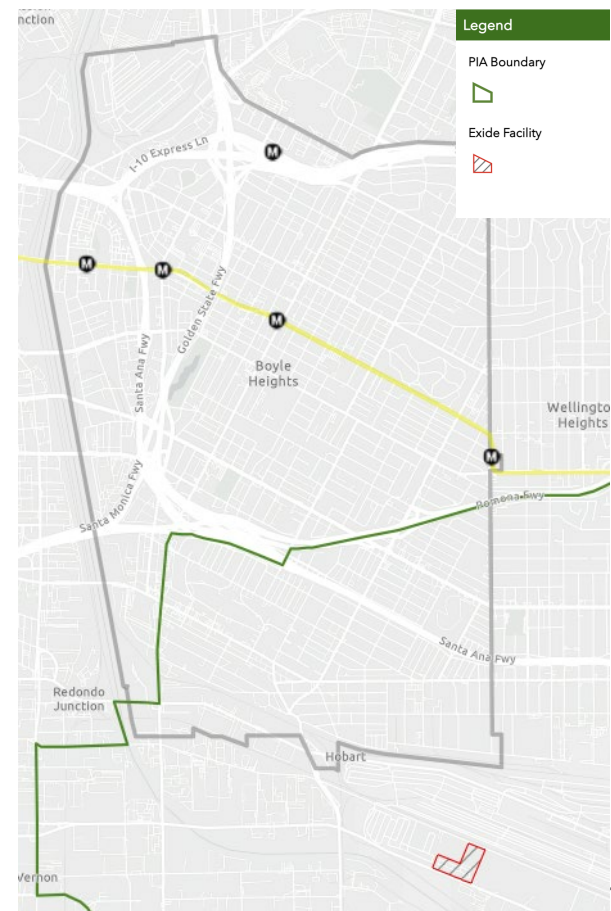 nction
Legend
PIA Boundary
Exide Facility
I-10 Express Ln
M
M
M
Golden State Fwy
M
Santa Ana Fwy
Boyle
Heights
Wellingto
Heights
M
Santa Monica Fwy
Pomona Fwy
Santa Ana Fwy
Redondo
Junction
Hobart
Vernon